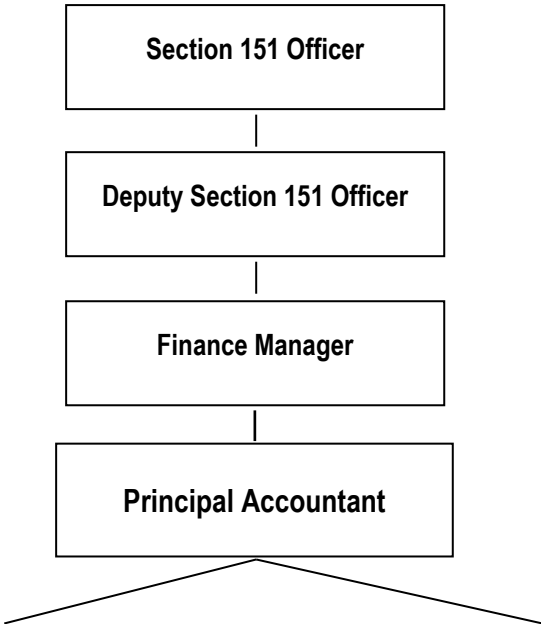 Section 151 Officer
Deputy Section 151 Officer
Finance Manager
Principal Accountant